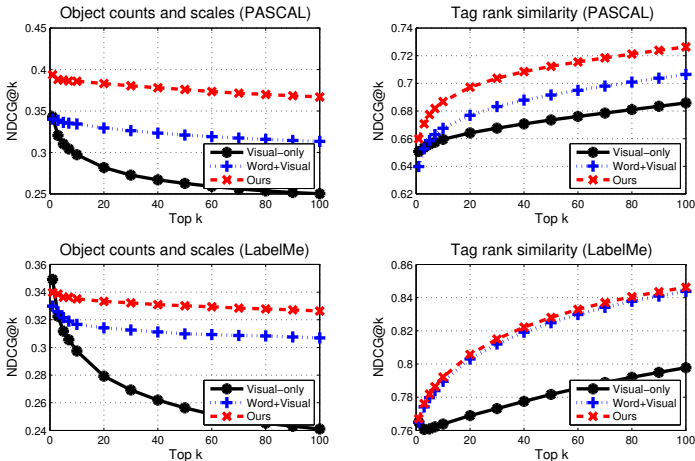 Object counts and scales (PASCAL)
NDCG@k
0.45
0.4
0.35
0.3
0.25
0 20 40 60 80 100
Top k
Visual−only
Word+Visual
Ours
Tag rank similarity (PASCAL)
NDCG@k
0.74
0.72
0.7
0.68
0.66
0.64
0.62
0 20 40 60 80 100
Top k
Visual−only
Word+Visual
Ours
Object counts and scales (LabelMe)
NDCG@k
0.36
0.34
0.32
0.3
0.28
0.26
0.24
0 20 40 60 80 100
Top k
Visual−only
Word+Visual
Ours
Tag rank similarity (LabelMe)
NDCG@k
0.86
0.84
0.82
0.8
0.78
0.76
0 20 40 60 80 100
Top k
Visual−only
Word+Visual
Ours